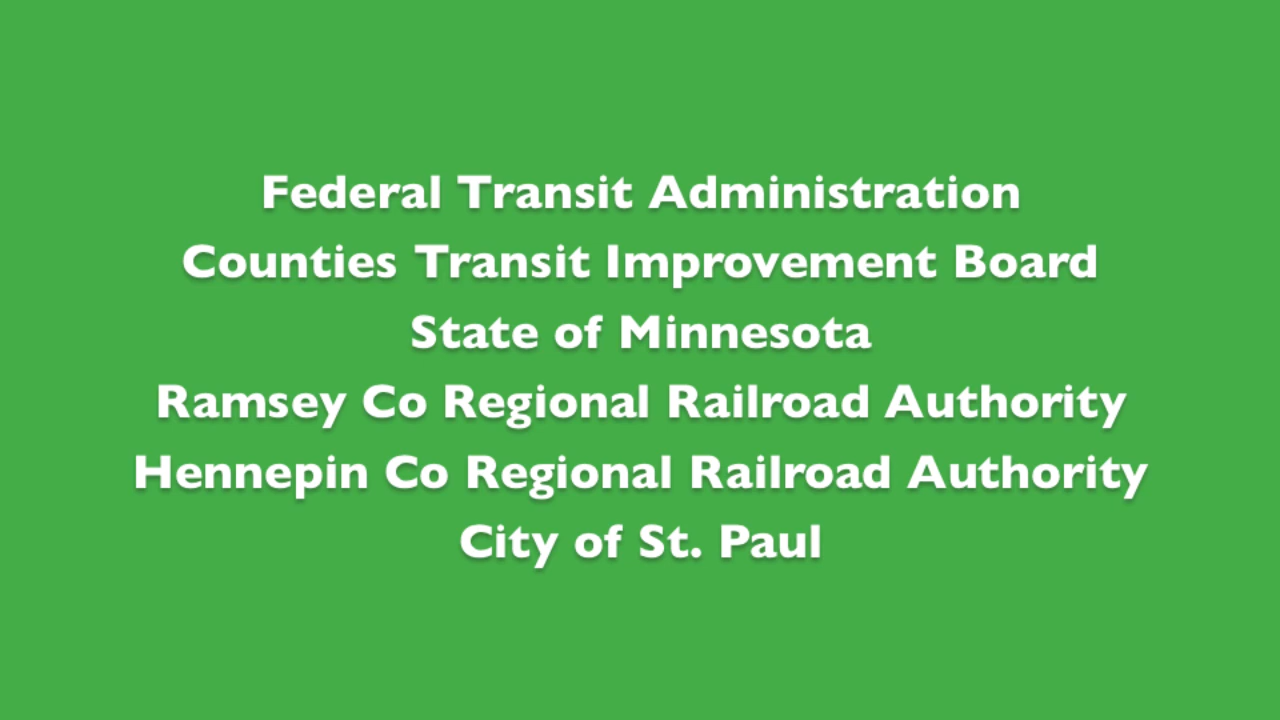 Federal Transit Administration
Counties Transit Improvement Board
State of Minnesota
Ramsey Co Regional Railroad Authority
Hennepin Co Regional Railroad Authority
City of St. Paul